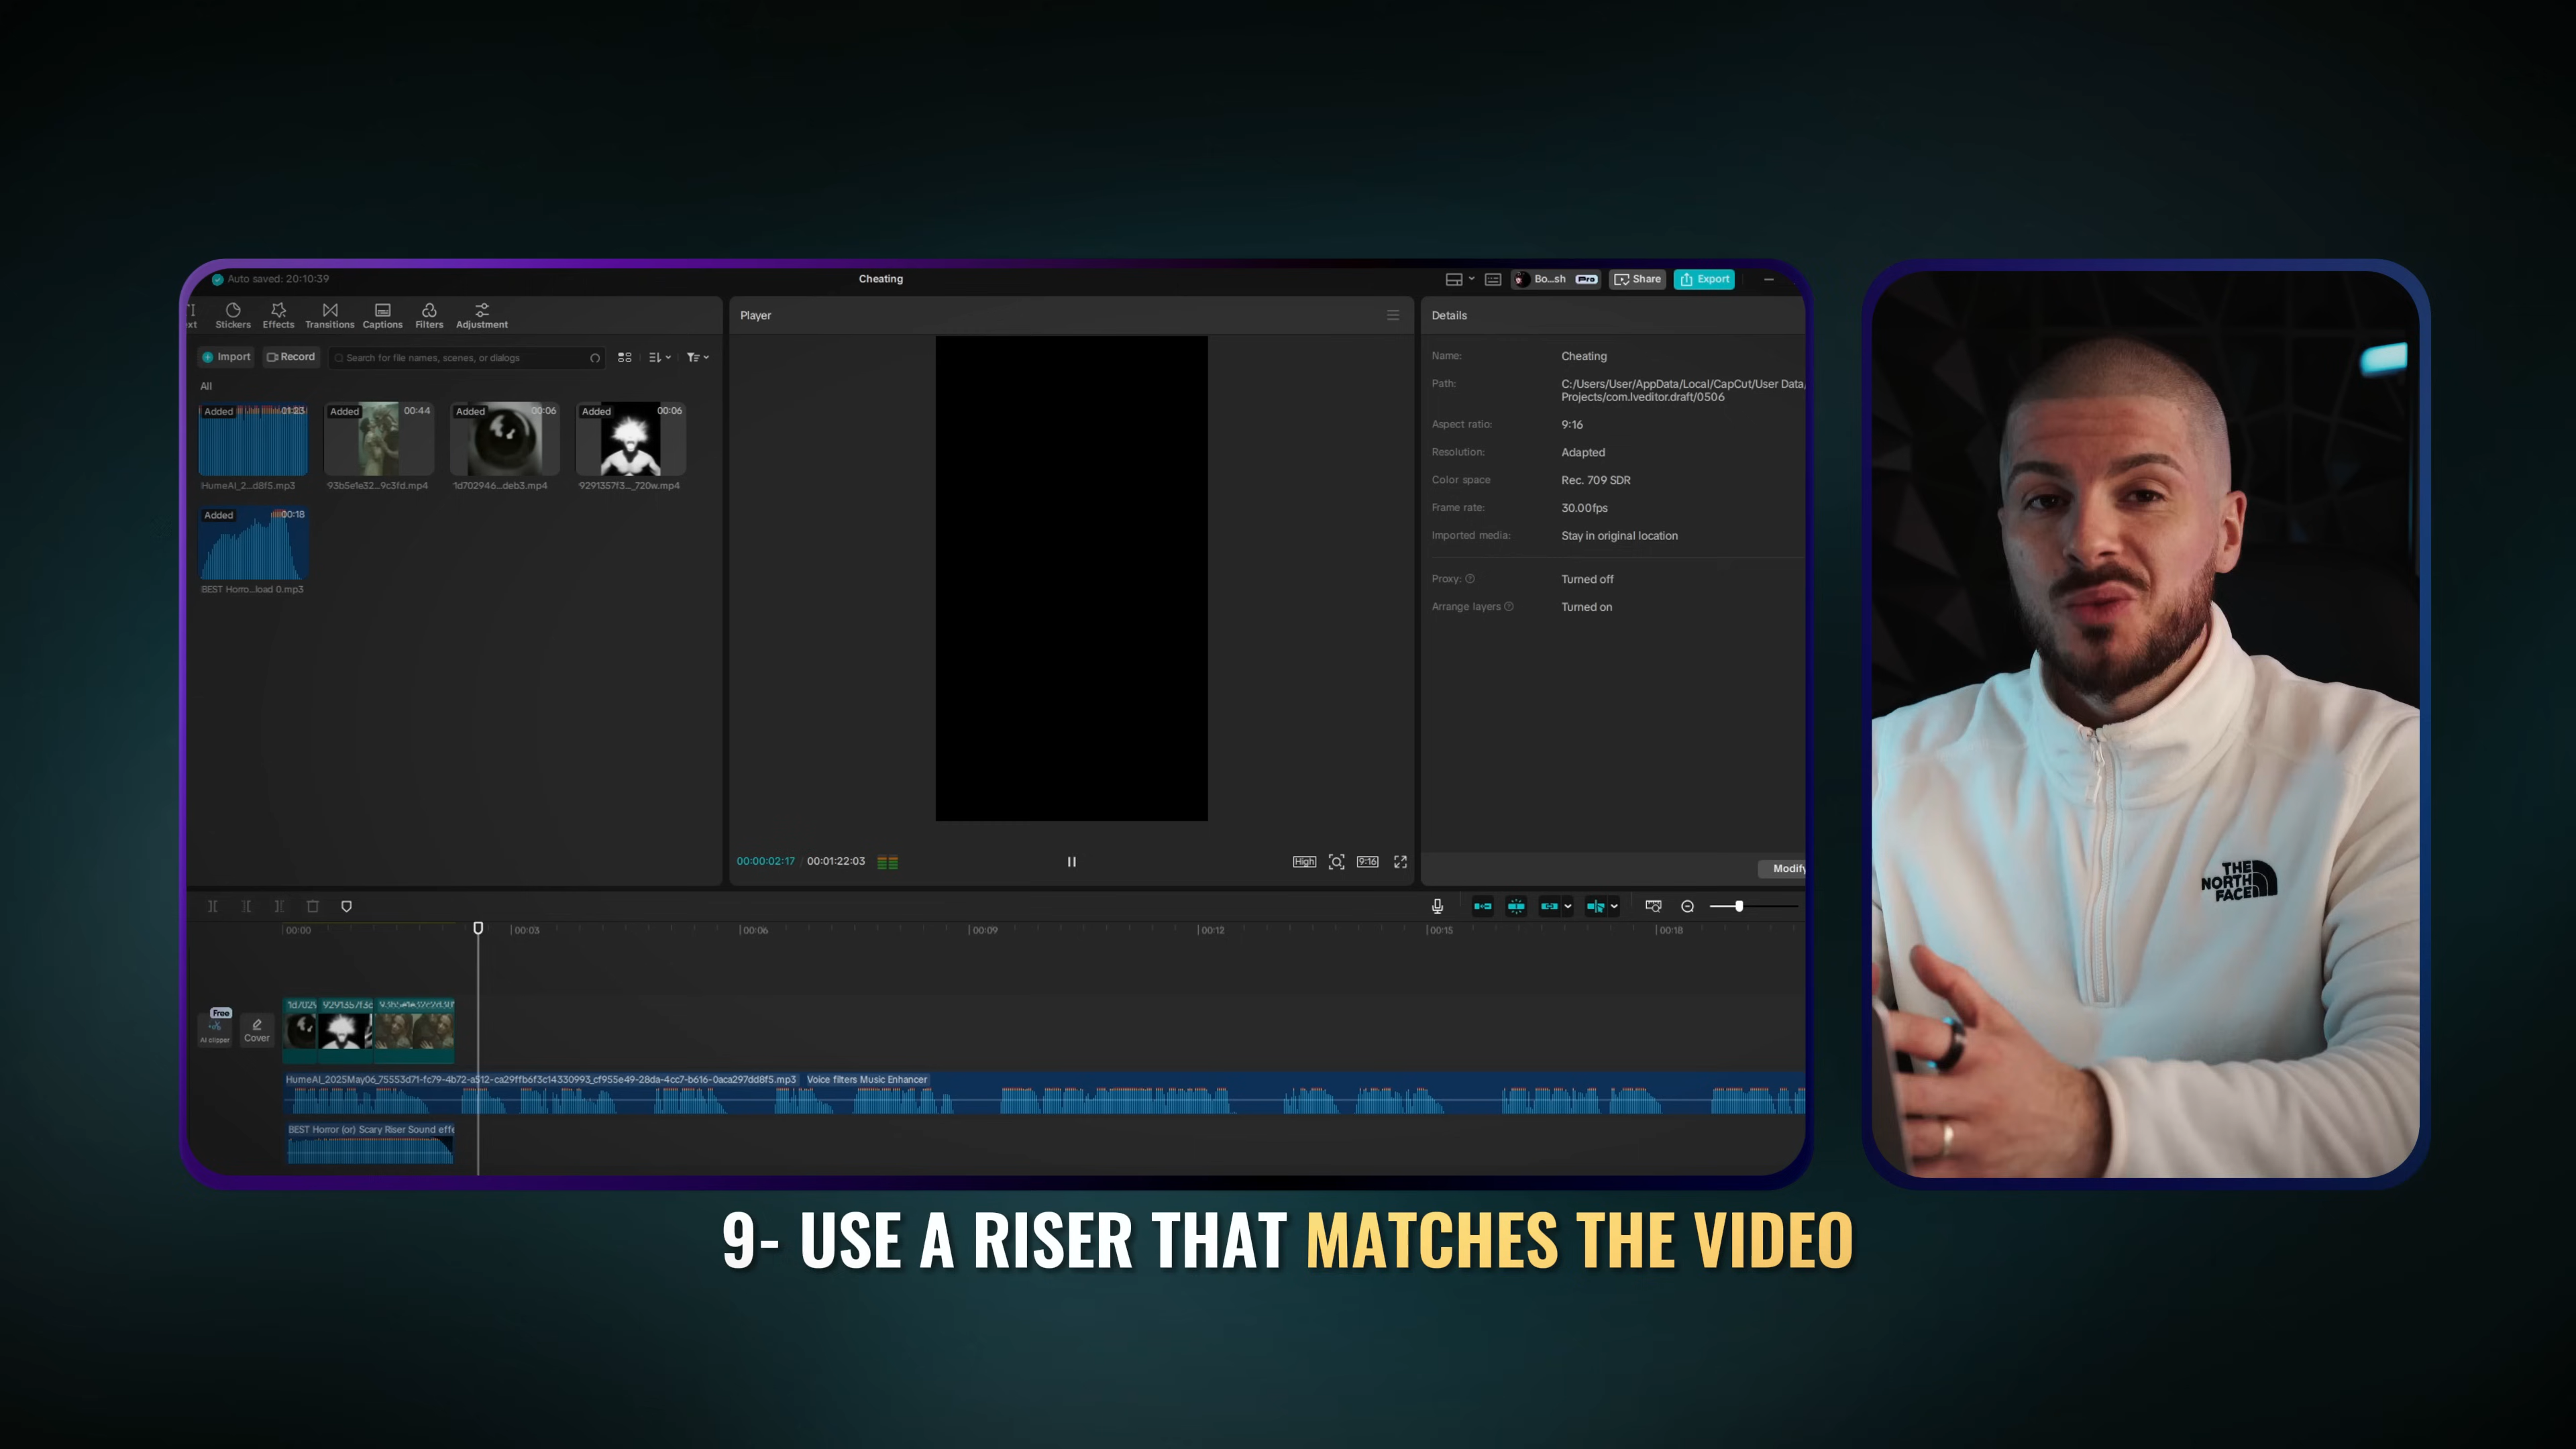 Auto saved: 20:10:39
Cheating
Bo...sh
Pro
Share
Export
xt
Stickers
Effects
Transitions
Captions
Filters
Adjustment
Player
Details
Import
Record
Search for file names, scenes, or dialogs
All
Added 01:23
Added 00:44
Added 00:06
Added 00:06
HumeAI_2...d8f5.mp3
93b5e1e32...9c3fd.mp4
1d702946...deb3.mp4
9291357f3..._720w.mp4
Added 00:18
BEST Horro...load 0.mp3
Name: Cheating
Path: C:/Users/User/AppData/Local/CapCut/User Data/
Projects/com.lveditor.draft/0506
Aspect ratio: 9:16
Resolution: Adapted
Color space Rec. 709 SDR
Frame rate: 30.00fps
Imported media: Stay in original location
Proxy: Turned off
Arrange layers Turned on
Modify
00:00:02:17 / 00:01:22:03
High
9:16
00:00
00:03
00:06
00:09
00:12
00:15
00:18
Free
AI clipper
Cover
1d702
9291357f3c
HumeAI_2025May06_75553d71-fc79-4b72-a512-ca29ffb6f3c14330993_cf955e49-28da-4cc7-b616-0aca297dd8f5.mp3 Voice filters Music Enhancer
BEST Horror (or) Scary Riser Sound effe
THE
NORTH
FACE
9- USE A RISER THAT MATCHES THE VIDEO